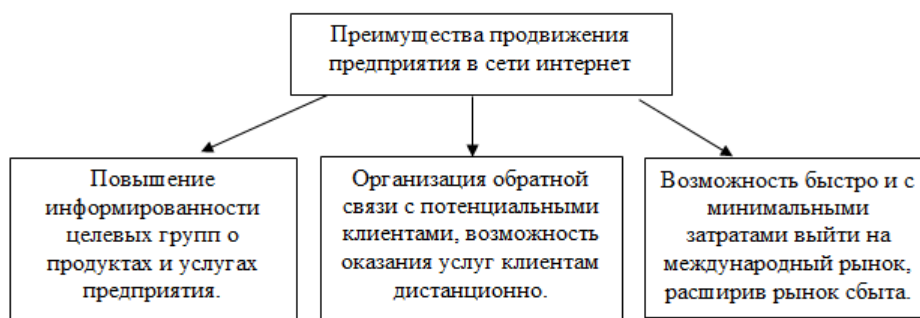 Преимущества продвижения
предприятия в сети интернет
Повышение
информированности
целевых групп о
продуктах и услугах
предприятия.
Организация обратной
связи с потенциальными
клиентами, возможность
оказания услуг клиентам
дистанционно.
Возможность быстро и с
минимальными
затратами выйти на
международный рынок,
расширив рынок сбыта.